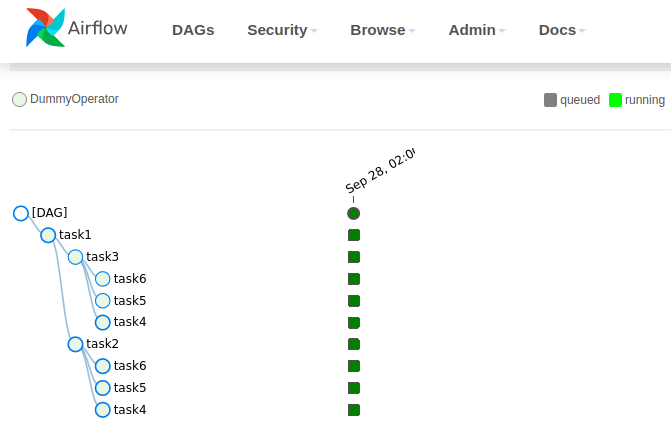 Airflow DAGs Security Browse Admin Docs
DummyOperator queued running
Sep 28, 02:0
[DAG]
task1
task3
task6
task5
task4
task2
task6
task5
task4